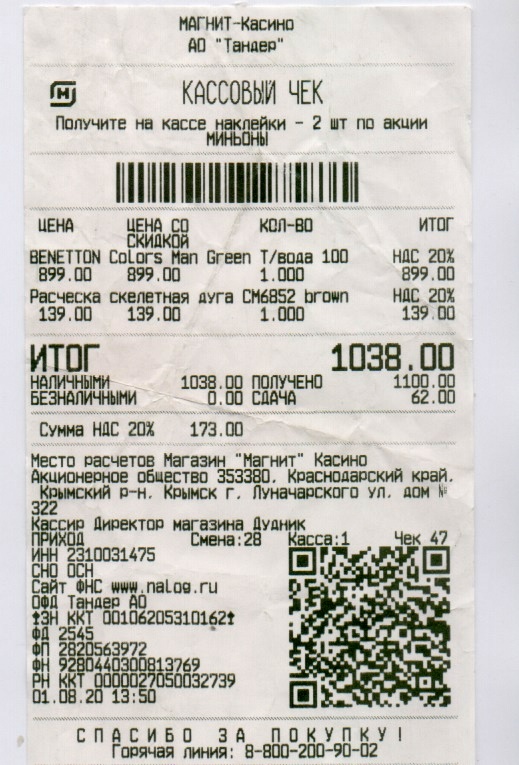 МАГНИТ-Касино
АО "Тандер"
КАССОВЫЙ ЧЕК
Получите на кассе наклейки - 2 шт по акции
МИНЬОНЫ
ЦЕНА ЦЕНА СО СКИДКОЙ КОЛ-ВО ИТОГ
BENETTON Colors Man Green Т/вода 100 НДС 20%
899.00 899.00 1.000 899.00
Расческа скелетная дуга CM6852 brown НДС 20%
139.00 139.00 1.000 139.00
ИТОГ 1038.00
НАЛИЧНЫМИ 1038.00 ПОЛУЧЕНО 1100.00
БЕЗНАЛИЧНЫМИ 0.00 СДАЧА 62.00
Сумма НДС 20% 173.00
Место расчетов Магазин "Магнит" Касино
Акционерное общество 353380, Краснодарский край,
Крымский р-н, Крымск г, Луначарского ул, дом №
322
Кассир Директор магазина Дудник
ПРИХОД Смена:28 Касса:1 Чек 47
ИНН 2310031475
СНО ОСН
Сайт ФНС www.nalog.ru
ОФД Тандер АО
↑ЗН ККТ 00106205310162↑
ФД 2545
ФП 2820563972
ФН 9280440300813769
РН ККТ 0000027050032739
01.08.20 13:50
СПАСИБО ЗА ПОКУПКУ!
Горячая линия: 8-800-200-90-02